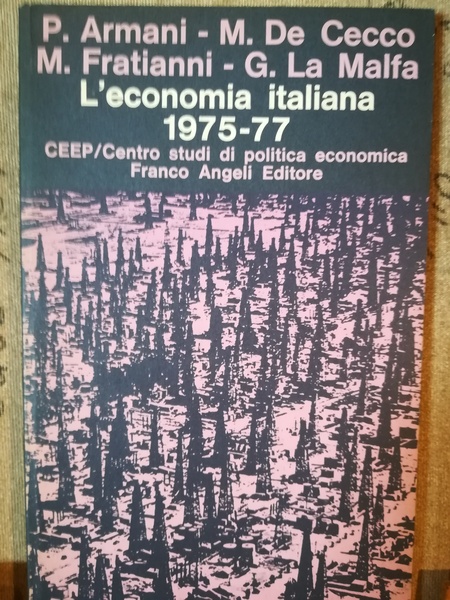 P. Armani - M. De Cecco
M. Fratianni - G. La Malfa
L'economia italiana
1975-77
CEEP/Centro studi di politica economica
Franco Angeli Editore